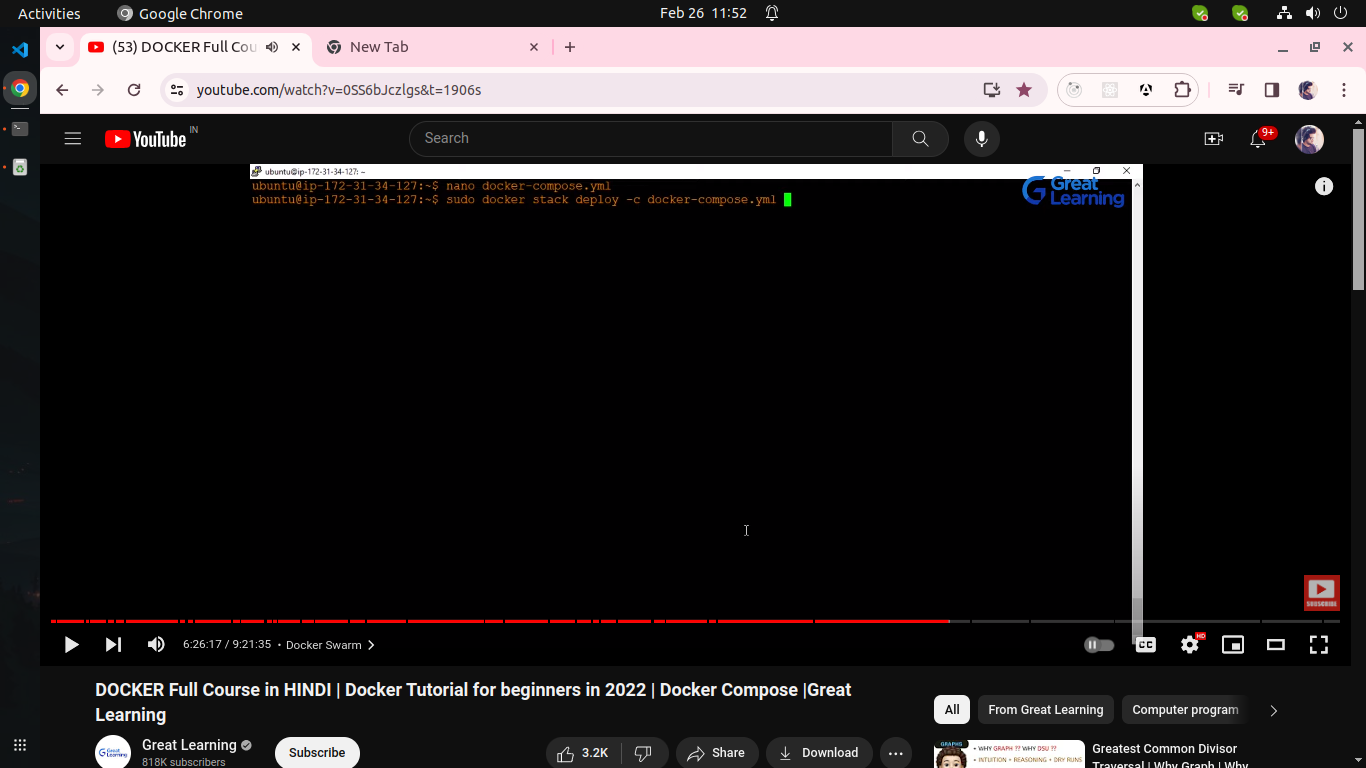 Activities
Google Chrome
Feb 26 11:52
(53) DOCKER Full Cou
New Tab
youtube.com/watch?v=0SS6bJczlgs&t=1906s
YouTube IN
Search
9+
ubuntu@ip-172-31-34-127: ~
ubuntu@ip-172-31-34-127:~$ nano docker-compose.yml
ubuntu@ip-172-31-34-127:~$ sudo docker stack deploy -c docker-compose.yml
Great
Learning
SUBSCRIBE
6:26:17 / 9:21:35 • Docker Swarm
CC
HD
DOCKER Full Course in HINDI | Docker Tutorial for beginners in 2022 | Docker Compose |Great
Learning
All
From Great Learning
Computer program
Great Learning
818K subscribers
Subscribe
3.2K
Share
Download
GRAPHS
• WHY GRAPH ?? WHY DSU ??
• INTUITION + REASONING + DRY RUNS
Greatest Common Divisor
Traversal | Why Graph | Why